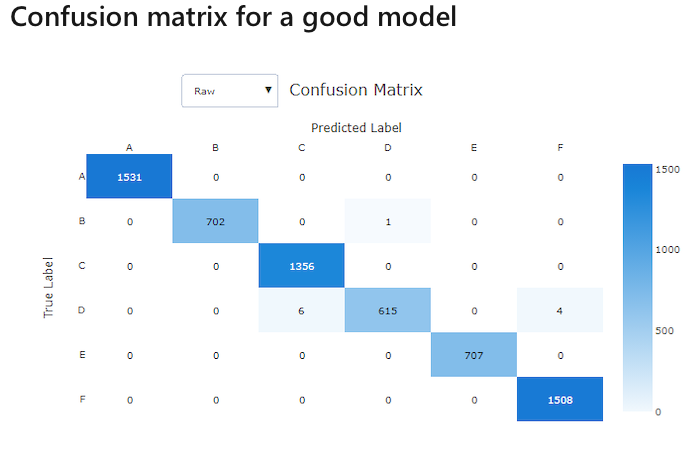 Confusion matrix for a good model
Raw ▼ Confusion Matrix
Predicted Label
A B C D E F
A 1531 0 0 0 0 0 1500
B 0 702 0 1 0 0
C 0 0 1356 0 0 0 1000
True Label
D 0 0 6 615 0 4 500
E 0 0 0 0 707 0
F 0 0 0 0 0 1508 0